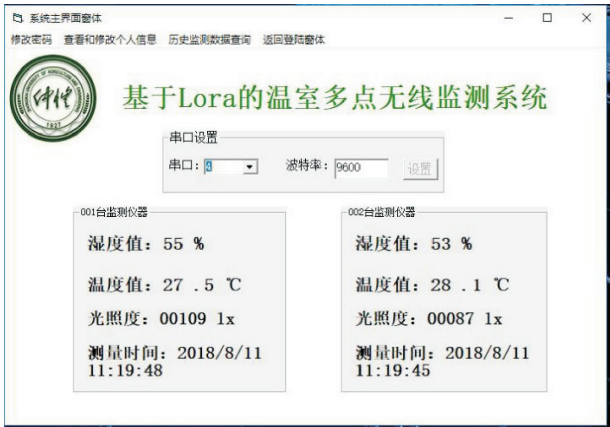 系统主界面窗体
修改密码 查看和修改个人信息 历史监测数据查询 返回登陆窗体
基于Lora的温室多点无线监测系统
串口设置
串口: 4 波特率: 9600 设置
001台监测仪器
湿度值: 55 %
温度值: 27 .5 ℃
光照度: 00109 lx
测量时间: 2018/8/11
11:19:48
002台监测仪器
湿度值: 53 %
温度值: 28 .1 ℃
光照度: 00087 lx
测量时间: 2018/8/11
11:19:45